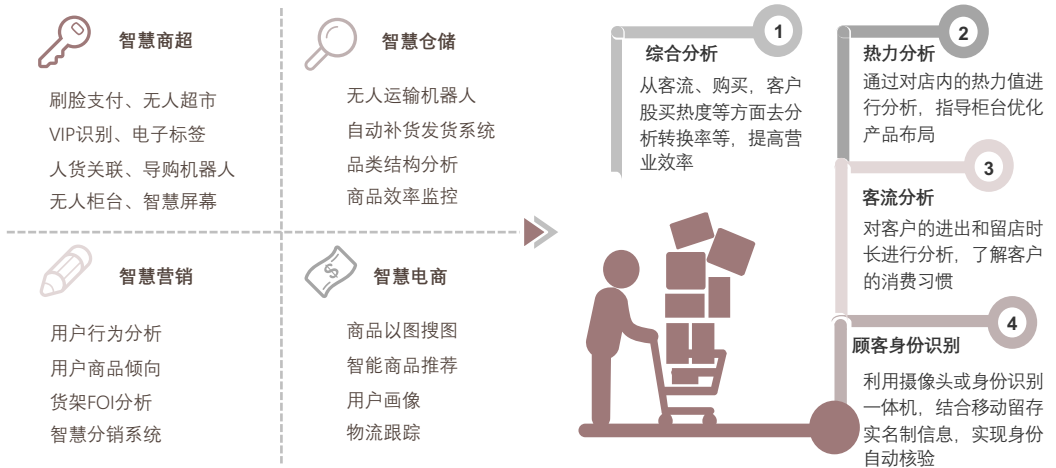 智慧商超
刷脸支付、无人超市
VIP识别、电子标签
人货关联、导购机器人
无人柜台、智慧屏幕
智慧仓储
无人运输机器人
自动补货发货系统
品类结构分析
商品效率监控
智慧营销
用户行为分析
用户商品倾向
货架FOI分析
智慧分销系统
$
智慧电商
商品以图搜图
智能商品推荐
用户画像
物流跟踪
1
综合分析
从客流、购买，客户
股买热度等方面去分
析转换率等，提高营
业效率
2
热力分析
通过对店内的热力值进
行分析，指导柜台优化
产品布局
3
客流分析
对客户的进出和留店时
长进行分析，了解客户
的消费习惯
4
顾客身份识别
利用摄像头或身份识别
一体机，结合移动留存
实名制信息，实现身份
自动核验